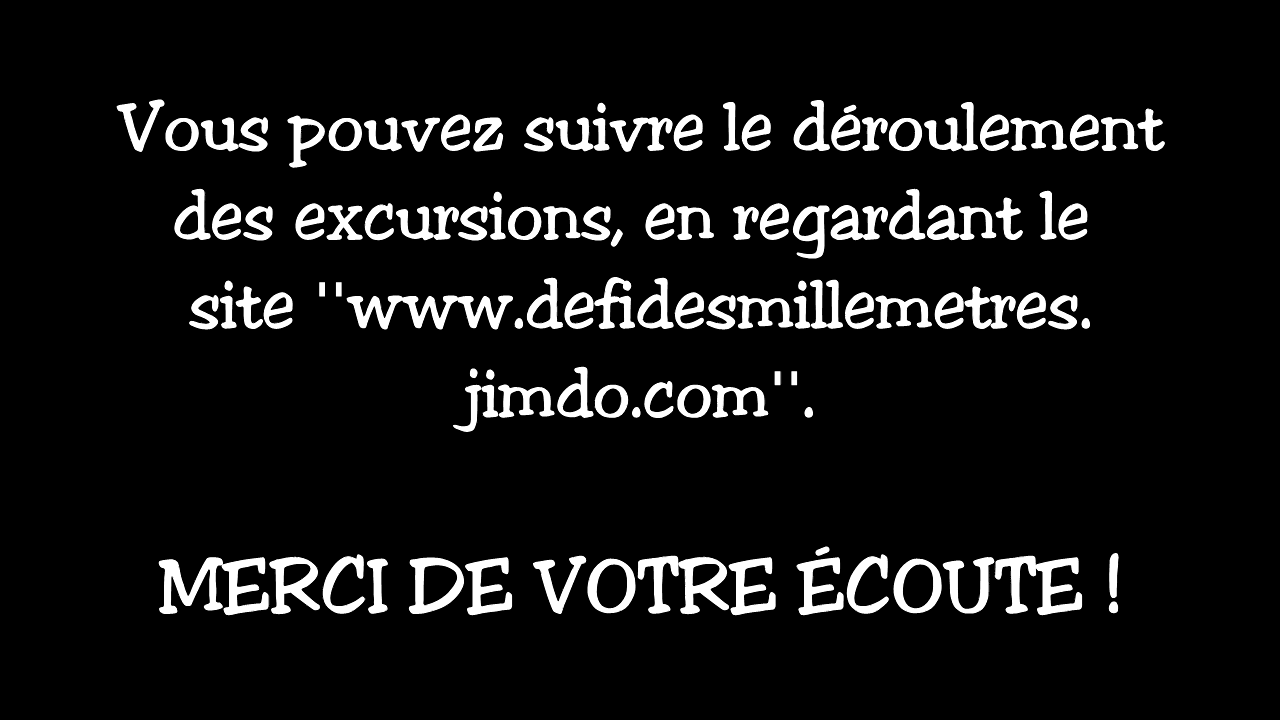 Vous pouvez suivre le déroulement
des excursions, en regardant le
site ''www.defidesmillemetres.
jimdo.com''.
MERCI DE VOTRE ÉCOUTE !